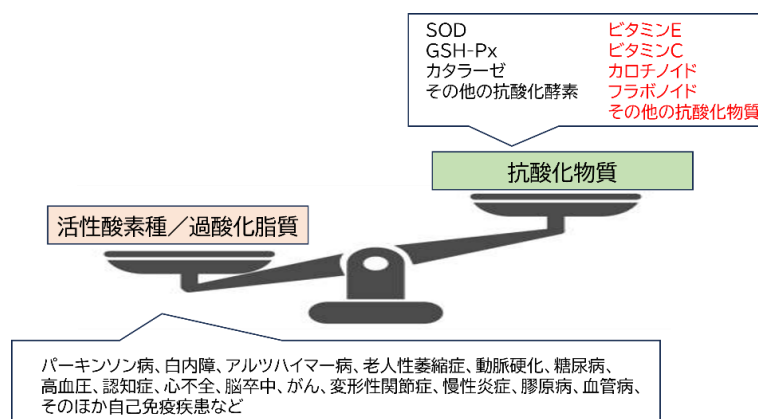 SOD
GSH-Px
カタラーゼ
その他の抗酸化酵素
ビタミンE
ビタミンC
カロチノイド
フラボノイド
その他の抗酸化物質
抗酸化物質
活性酸素種／過酸化脂質
パーキンソン病、白内障、アルツハイマー病、老人性萎縮症、動脈硬化、糖尿病、
高血圧、認知症、心不全、脳卒中、がん、変形性関節症、慢性炎症、膠原病、血管病、
そのほか自己免疫疾患など